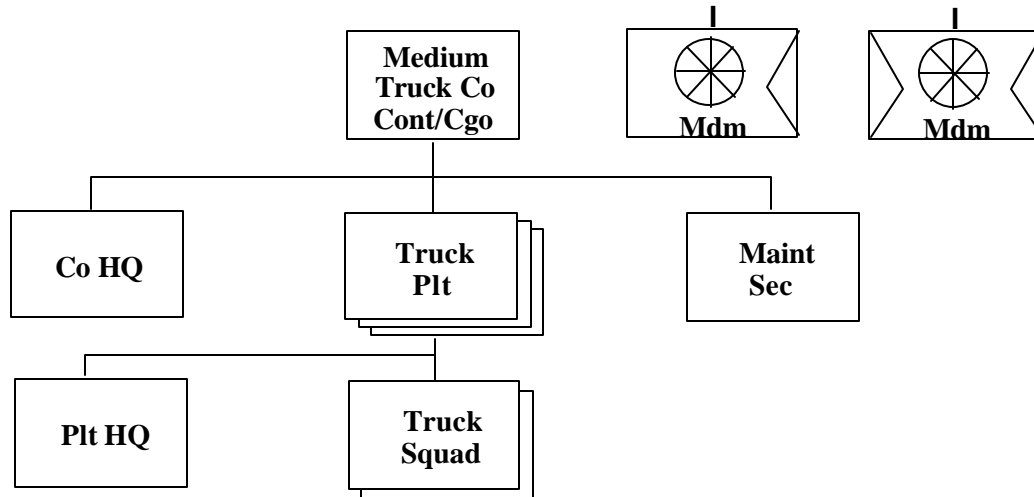 Medium
Truck Co
Cont/Cgo
I
Mdm
I
Mdm
Co HQ
Truck
Plt
Maint
Sec
Plt HQ
Truck
Squad